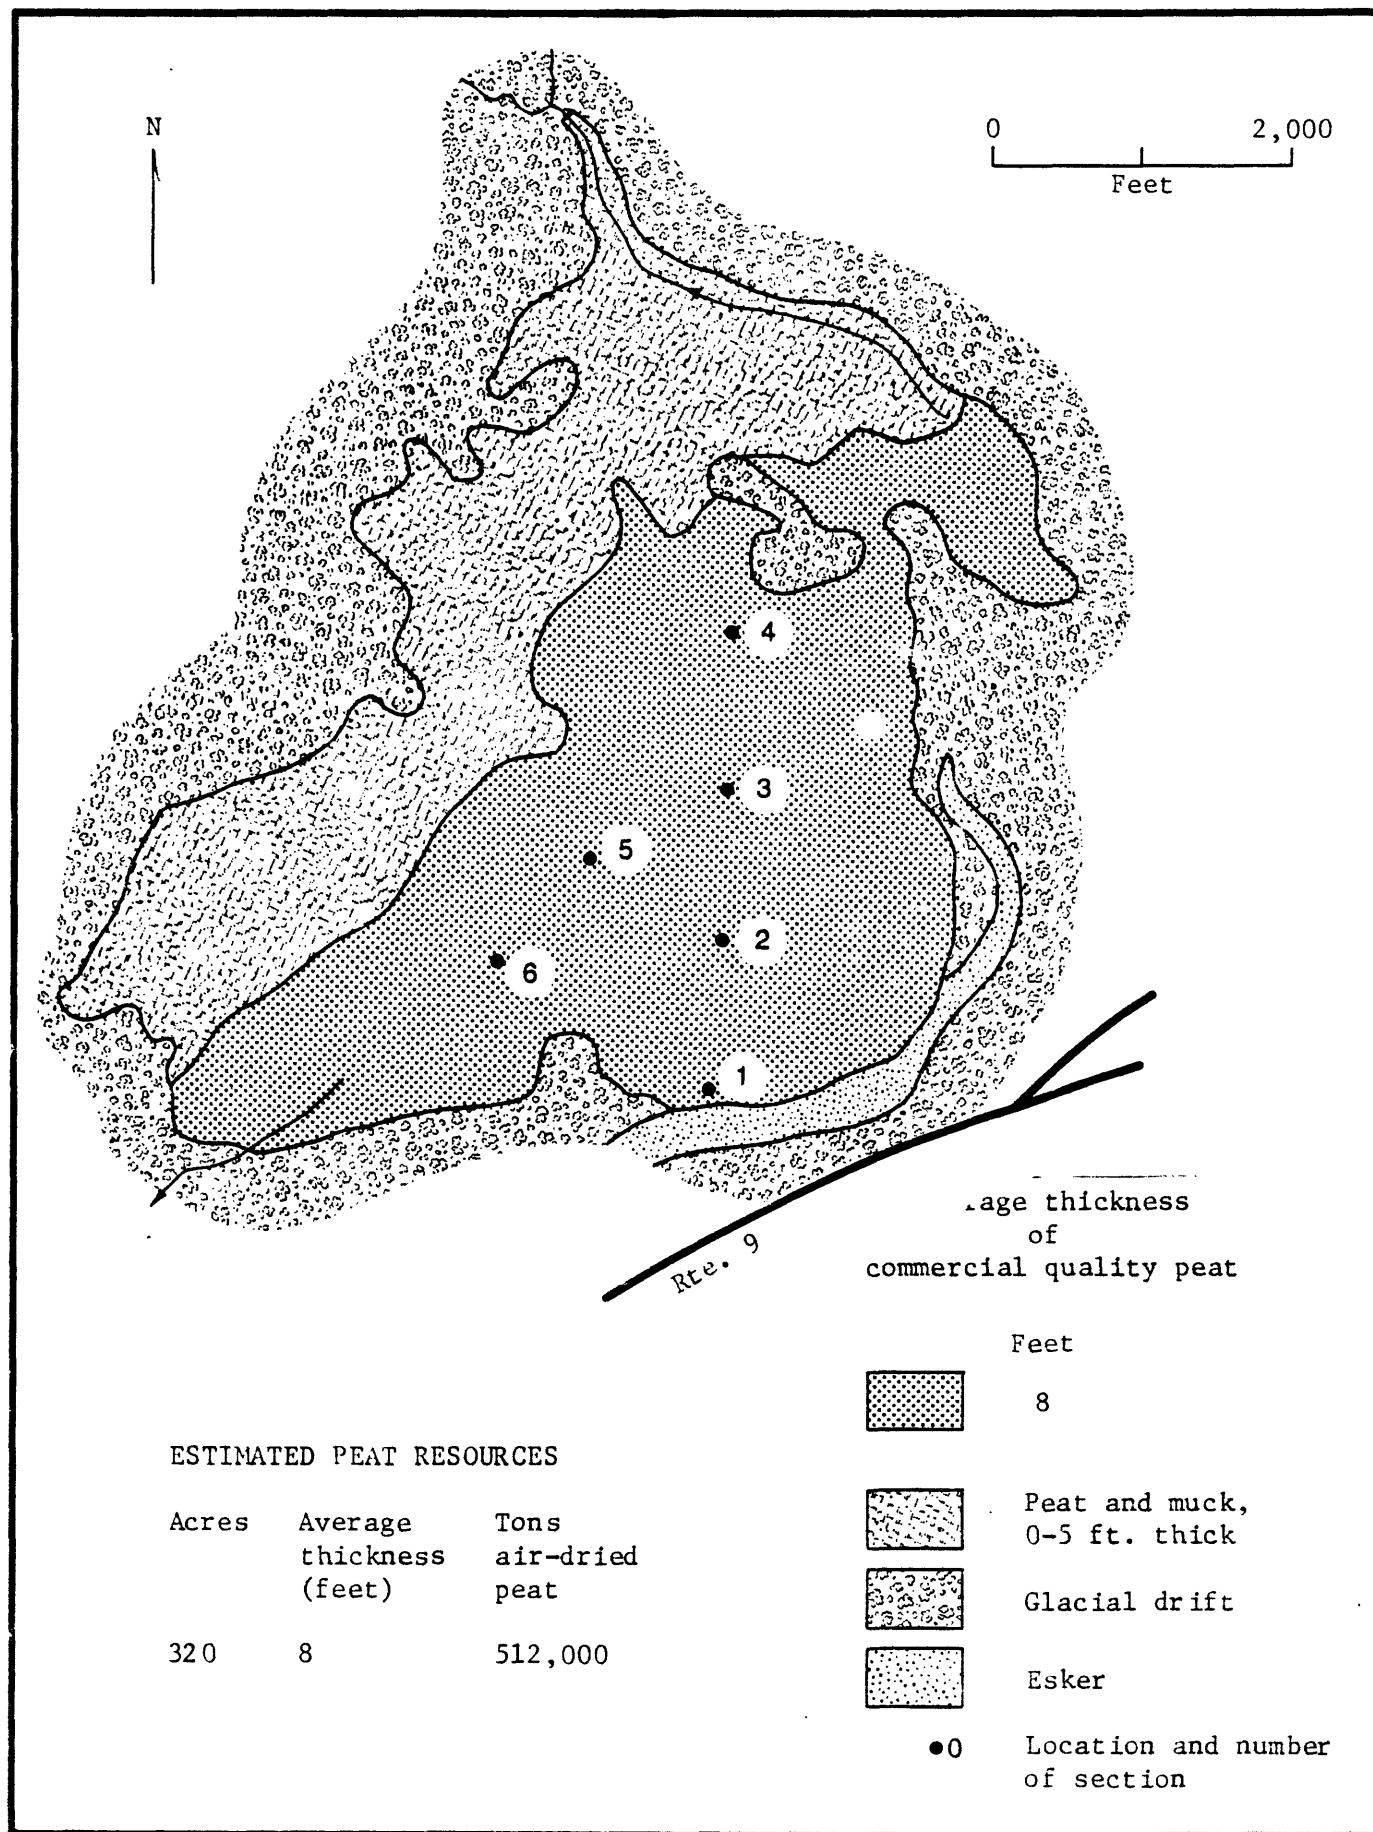 N
0 2,000
Feet
4
3
5
2
6
1
Rte. 9
thickness
of
commercial quality peat
Feet
8
Peat and muck,
0-5 ft. thick
Glacial drift
Esker
0 Location and number
of section
ESTIMATED PEAT RESOURCES
Acres Average Tons
thickness air-dried
(feet) peat
320 8 512,000